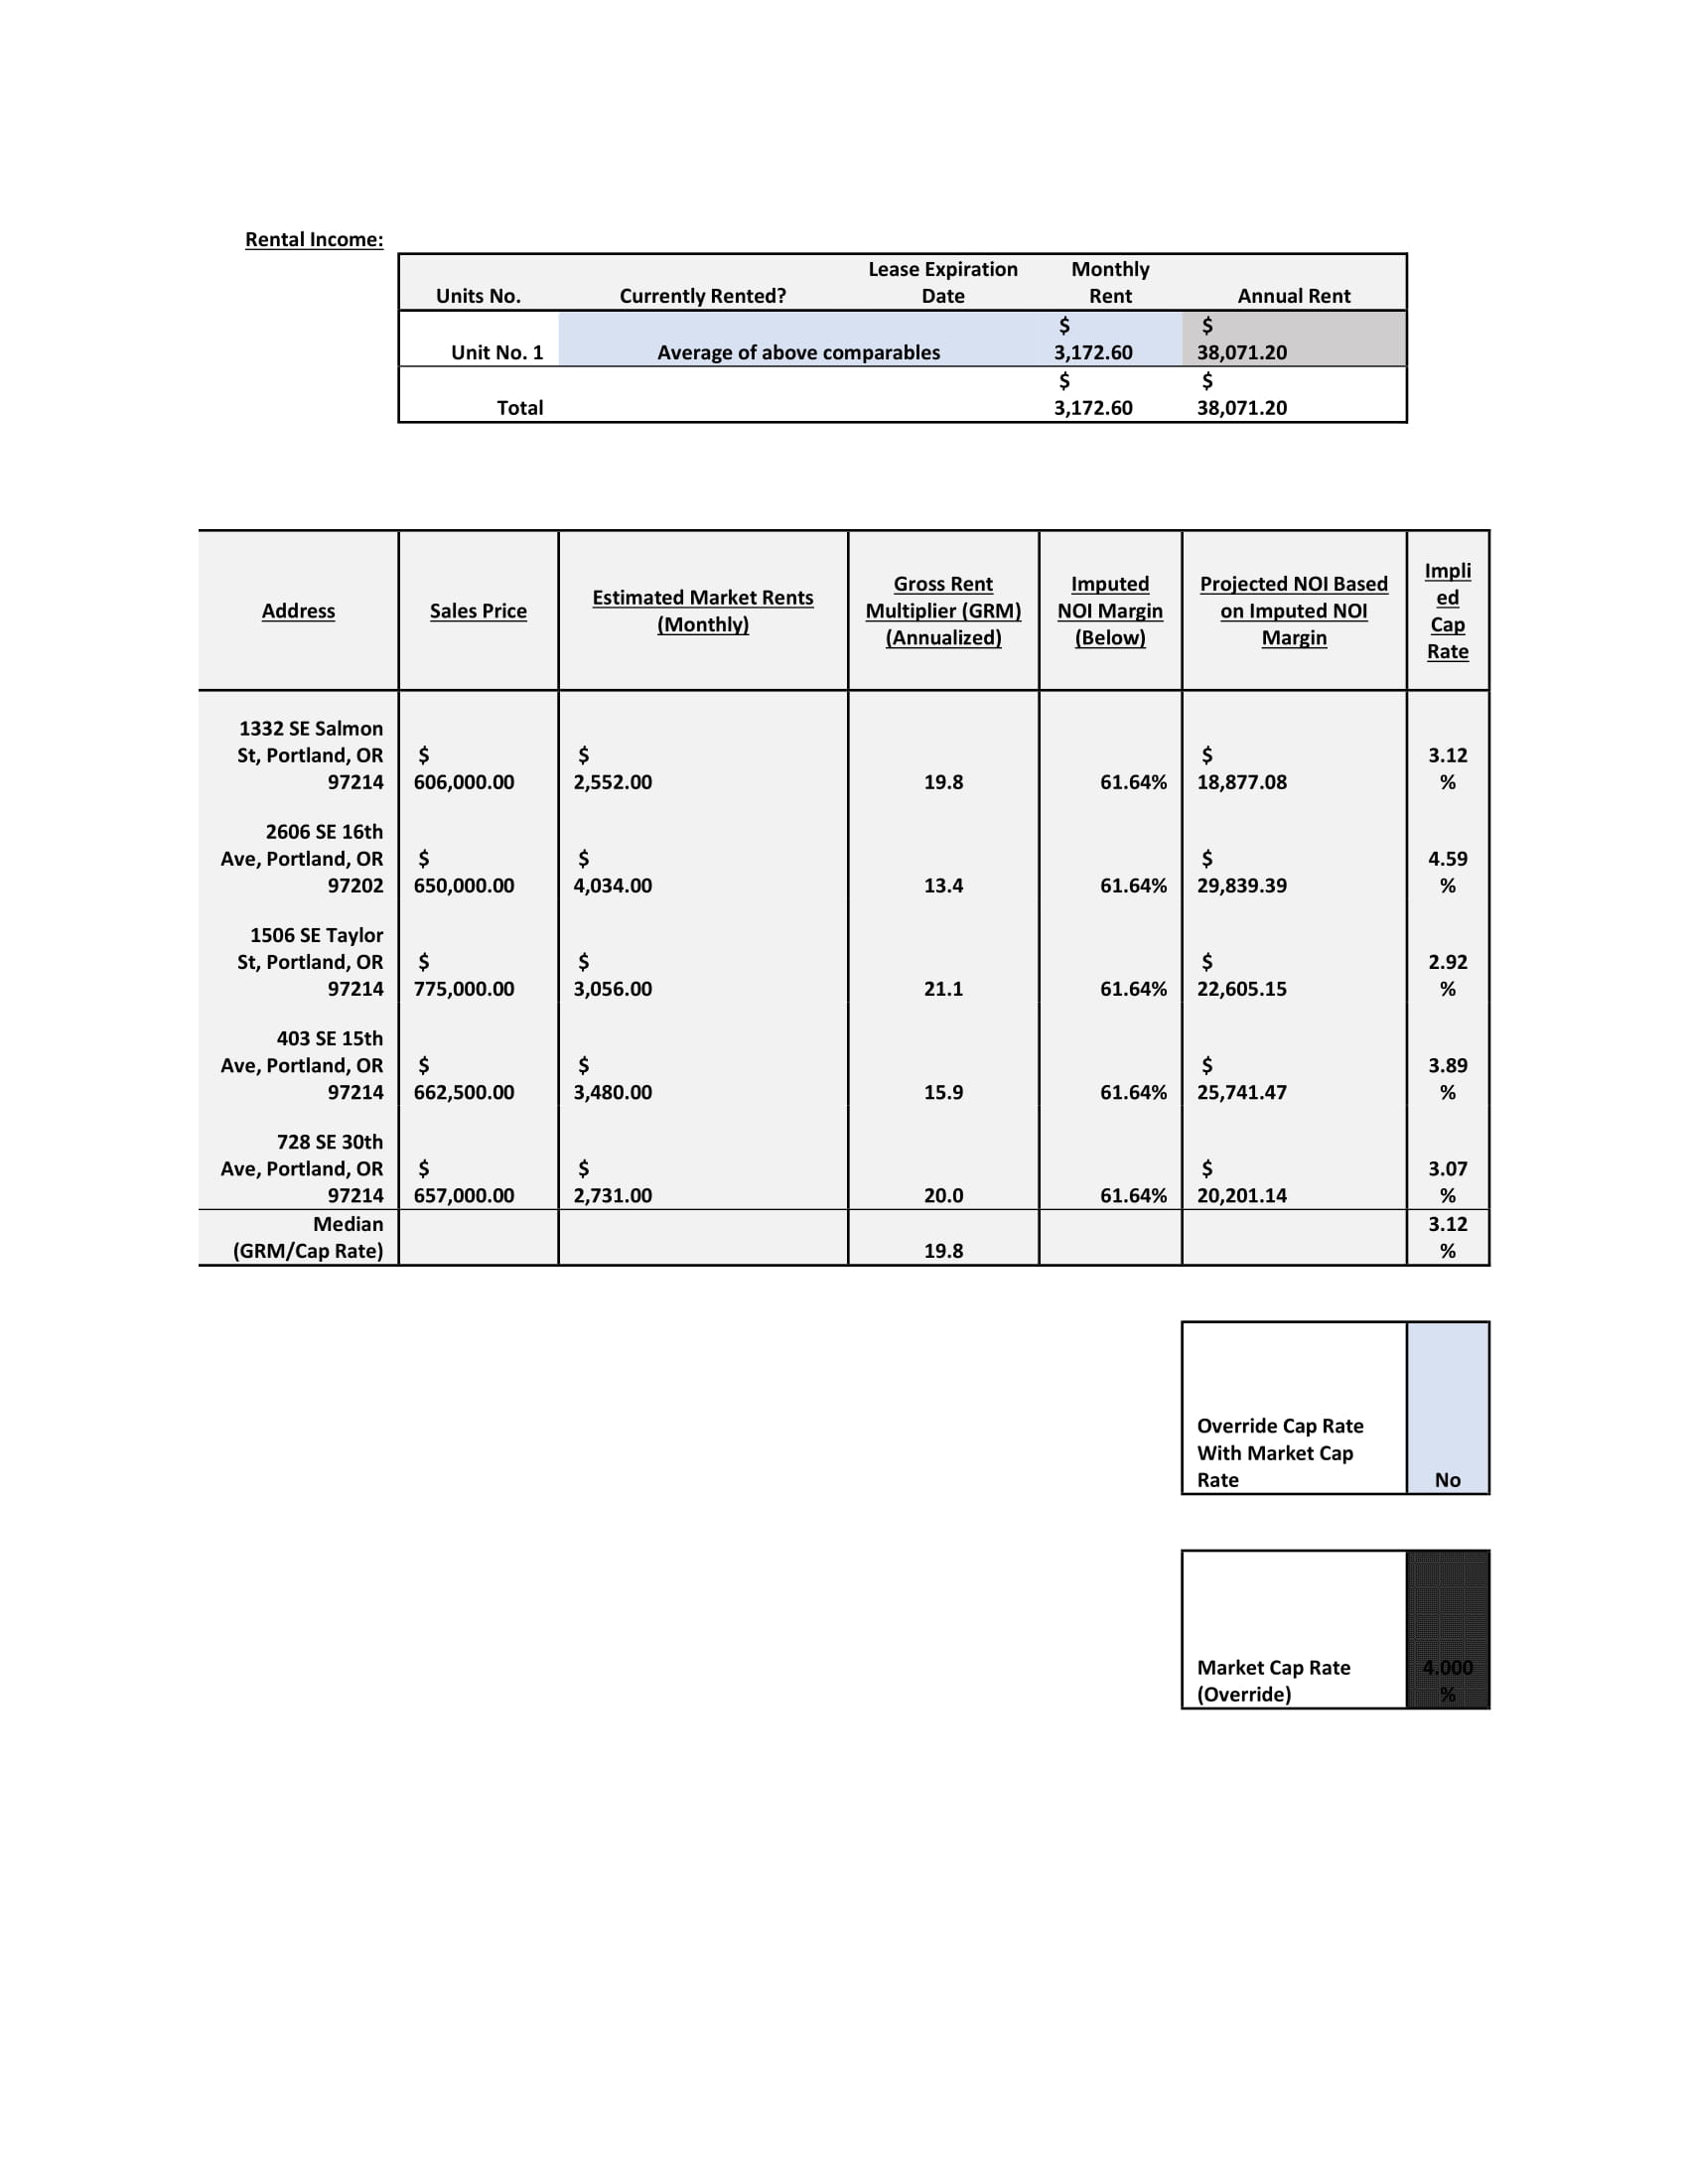 Rental Income:
Lease Expiration Monthly
Units No. Currently Rented? Date Rent Annual Rent
$ $
Unit No. 1 Average of above comparables 3,172.60 38,071.20
$ $
Total 3,172.60 38,071.20
Impli
Gross Rent Imputed Projected NOI Based ed
Address Sales Price Estimated Market Rents Multiplier (GRM) NOI Margin on Imputed NOI Cap
(Monthly) (Annualized) (Below) Margin Rate
1332 SE Salmon
St, Portland, OR $ $ $ 3.12
97214 606,000.00 2,552.00 19.8 61.64% 18,877.08 %
2606 SE 16th
Ave, Portland, OR $ $ $ 4.59
97202 650,000.00 4,034.00 13.4 61.64% 29,839.39 %
1506 SE Taylor
St, Portland, OR $ $ $ 2.92
97214 775,000.00 3,056.00 21.1 61.64% 22,605.15 %
403 SE 15th
Ave, Portland, OR $ $ $ 3.89
97214 662,500.00 3,480.00 15.9 61.64% 25,741.47 %
728 SE 30th
Ave, Portland, OR $ $ $ 3.07
97214 657,000.00 2,731.00 20.0 61.64% 20,201.14 %
Median 3.12
(GRM/Cap Rate) 19.8 %
Override Cap Rate
With Market Cap
Rate No
Market Cap Rate 4.000
(Override) %